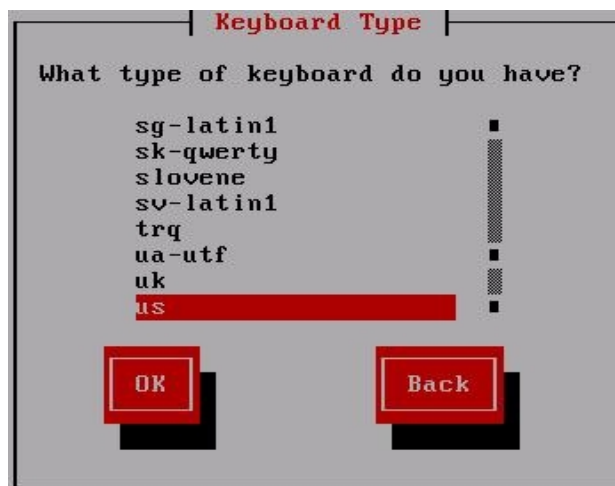 Keyboard Type
What type of keyboard do you have?
sg-latin1
sk-qwerty
slovene
sv-latin1
trq
ua-utf
uk
us
OK
Back